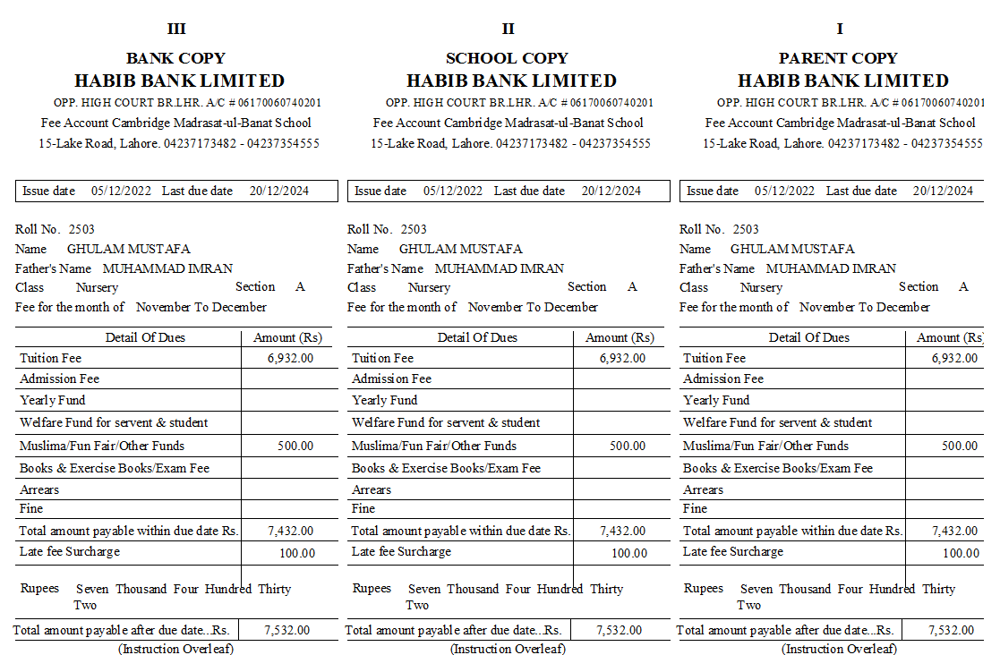 III
BANK COPY
HABIB BANK LIMITED
OPP. HIGH COURT BR.LHR. A/C # 06170060740201
Fee Account Cambridge Madrasat-ul-Banat School
15-Lake Road, Lahore. 04237173482 - 04237354555
Issue date 05/12/2022 Last due date 20/12/2024
Roll No. 2503
Name GHULAM MUSTAFA
Father's Name MUHAMMAD IMRAN
Class Nursery Section A
Fee for the month of November To December
Detail Of Dues Amount (Rs)
Tuition Fee 6,932.00
Admission Fee
Yearly Fund
Welfare Fund for servent & student
Muslima/Fun Fair/Other Funds 500.00
Books & Exercise Books/Exam Fee
Arrears
Fine
Total amount payable within due date Rs. 7,432.00
Late fee Surcharge 100.00
Rupees Seven Thousand Four Hundred Thirty
Two
Total amount payable after due date...Rs. 7,532.00
(Instruction Overleaf)
II
SCHOOL COPY
HABIB BANK LIMITED
OPP. HIGH COURT BR.LHR. A/C # 06170060740201
Fee Account Cambridge Madrasat-ul-Banat School
15-Lake Road, Lahore. 04237173482 - 04237354555
Issue date 05/12/2022 Last due date 20/12/2024
Roll No. 2503
Name GHULAM MUSTAFA
Father's Name MUHAMMAD IMRAN
Class Nursery Section A
Fee for the month of November To December
Detail Of Dues Amount (Rs)
Tuition Fee 6,932.00
Admission Fee
Yearly Fund
Welfare Fund for servent & student
Muslima/Fun Fair/Other Funds 500.00
Books & Exercise Books/Exam Fee
Arrears
Fine
Total amount payable within due date Rs. 7,432.00
Late fee Surcharge 100.00
Rupees Seven Thousand Four Hundred Thirty
Two
Total amount payable after due date...Rs. 7,532.00
(Instruction Overleaf)
I
PARENT COPY
HABIB BANK LIMITED
OPP. HIGH COURT BR.LHR. A/C # 06170060740201
Fee Account Cambridge Madrasat-ul-Banat School
15-Lake Road, Lahore. 04237173482 - 04237354555
Issue date 05/12/2022 Last due date 20/12/2024
Roll No. 2503
Name GHULAM MUSTAFA
Father's Name MUHAMMAD IMRAN
Class Nursery Section A
Fee for the month of November To December
Detail Of Dues Amount (Rs)
Tuition Fee 6,932.00
Admission Fee
Yearly Fund
Welfare Fund for servent & student
Muslima/Fun Fair/Other Funds 500.00
Books & Exercise Books/Exam Fee
Arrears
Fine
Total amount payable within due date Rs. 7,432.00
Late fee Surcharge 100.00
Rupees Seven Thousand Four Hundred Thirty
Two
Total amount payable after due date...Rs. 7,532.00
(Instruction Overleaf)